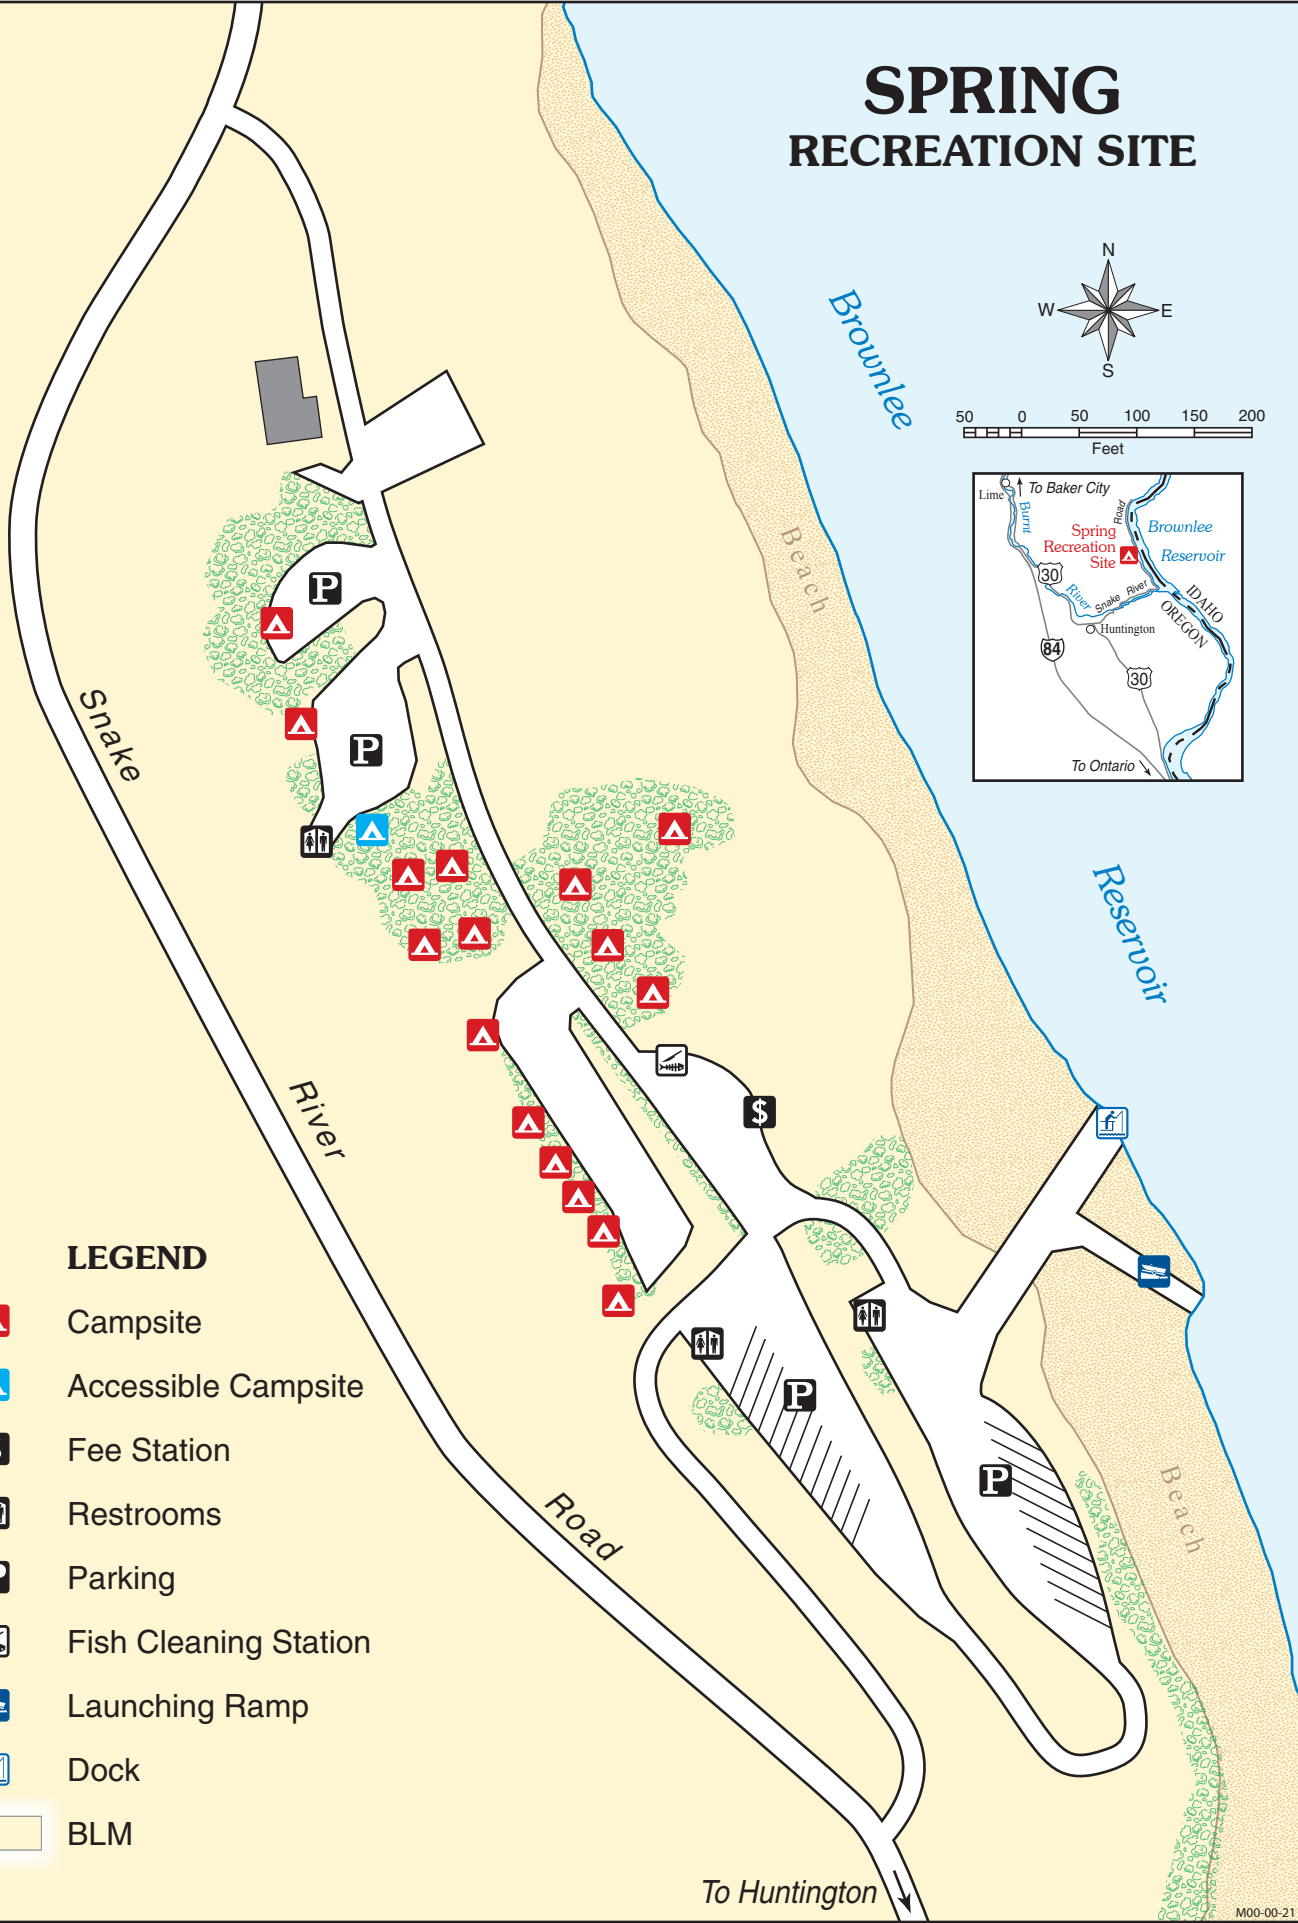 SPRING
RECREATION SITE
N
W
E
S
50 0 50 100 150 200
Feet
Brownlee
Reservoir
Beach
Lime
To Baker City
Burnt
River
Road
Spring
Recreation
Site
Brownlee
Reservoir
30
Snake River
IDAHO
OREGON
Huntington
84
30
To Ontario
P
P
Snake
River
Road
$
P
P
Beach
LEGEND
Campsite
Accessible Campsite
Fee Station
Restrooms
Parking
Fish Cleaning Station
Launching Ramp
Dock
BLM
To Huntington
M00-00-21